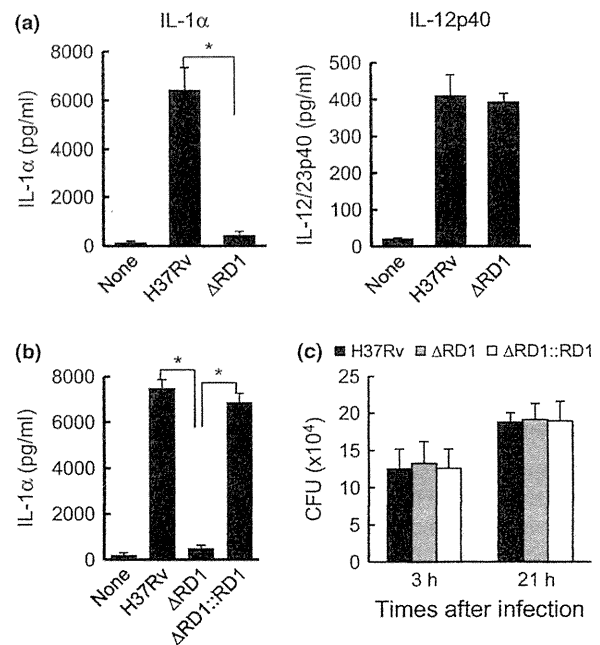 (a)
IL-1α
IL-12p40
IL-1α (pg/ml)
8000
6000
4000
2000
0
*
None
H37Rv
ΔRD1
IL-12/23p40 (pg/ml)
500
400
300
200
100
0
None
H37Rv
ΔRD1
(b)
IL-1α (pg/ml)
8000
6000
4000
2000
0
*
*
None
H37Rv
ΔRD1
ΔRD1::RD1
(c)
H37Rv ΔRD1 ΔRD1::RD1
CFU (x10⁴)
25
20
15
10
5
0
3 h
21 h
Times after infection